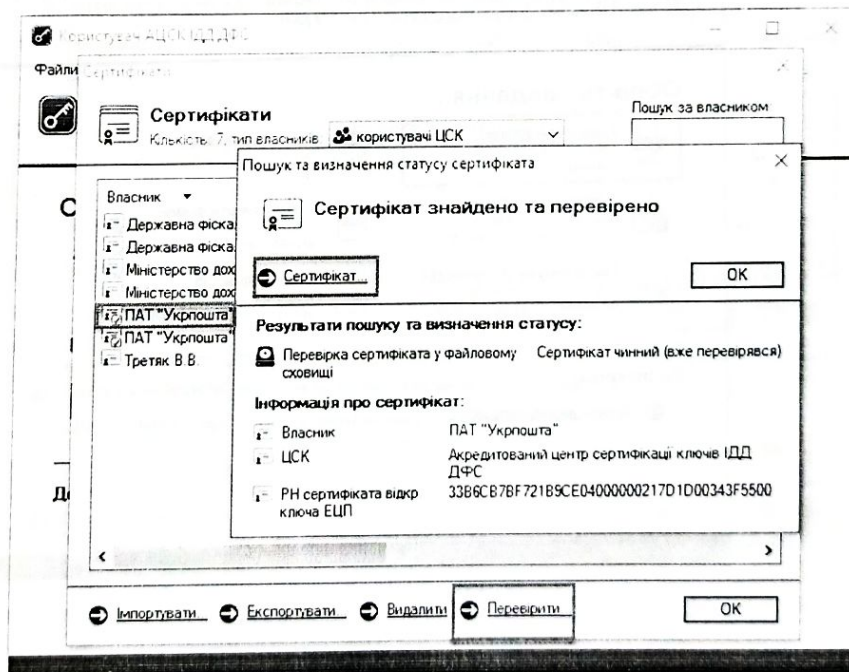 Користувач АЦСК ІДД ДФС
Файли
Сертифікати
Сертифікати
Кількість: 7, тип власників
користувачі ЦСК
Пошук за власником
Власник
Державна фіска
Державна фіска
Міністерство дох
Міністерство дох
ПАТ "Укрпошта"
ПАТ "Укрпошта"
Третяк В.В.
Пошук та визначення статусу сертифіката
Сертифікат знайдено та перевірено
Сертифікат...
OK
Результати пошуку та визначення статусу:
Перевірка сертифіката у файловому сховищі
Сертифікат чинний (вже перевірявся)
Інформація про сертифікат:
Власник
ПАТ "Укрпошта"
ЦСК
Акредитований центр сертифікації ключів ІДД
ДФС
РН сертифіката відкр
ключа ЕЦП
33B6CB7BF721B9CE04000000217D1D00343F5500
Імпортувати...
Експортувати...
Видалити
Перевірити...
OK